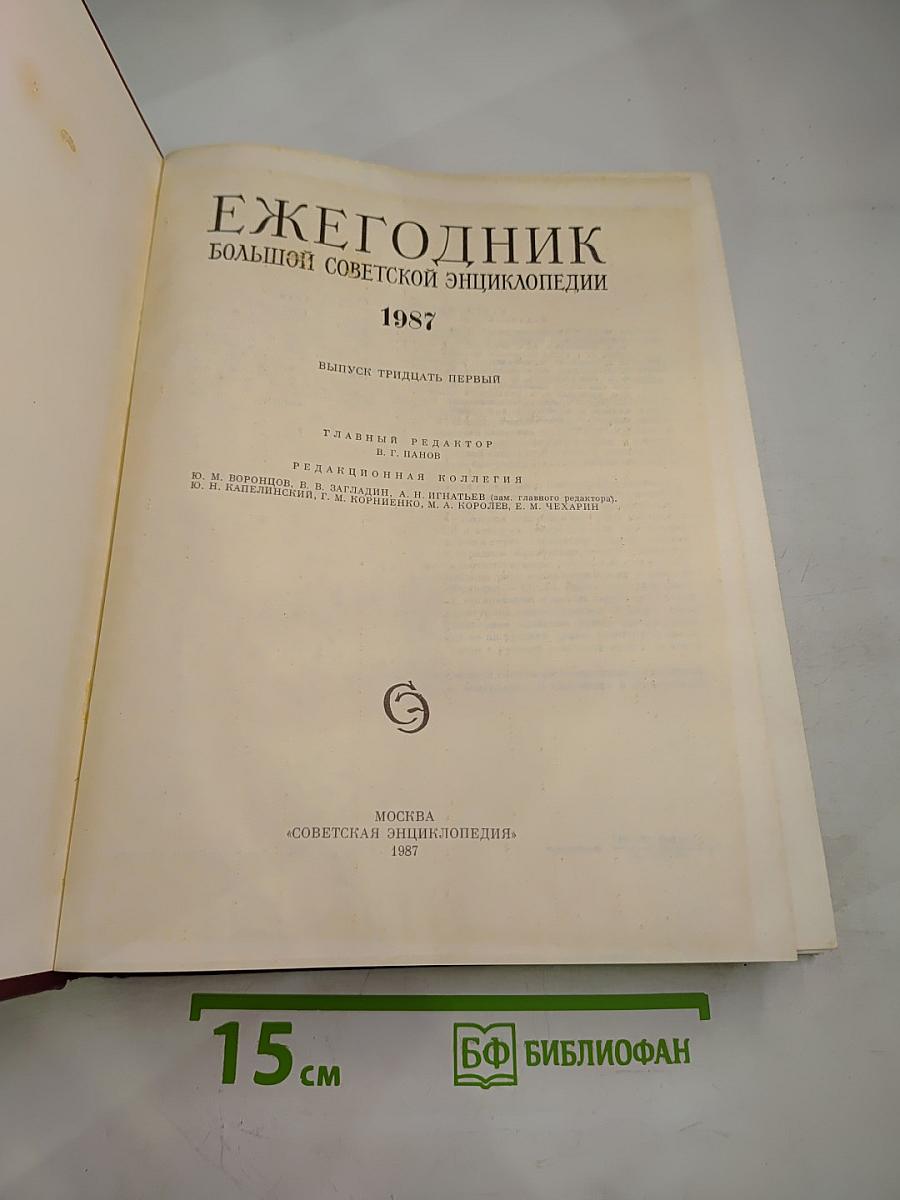 ЕЖЕГОДНИК
БОЛЬШОЙ СОВЕТСКОЙ ЭНЦИКЛОПЕДИИ
1987
ВЫПУСК ТРИДЦАТЬ ПЕРВЫЙ
ГЛАВНЫЙ РЕДАКТОР
В. Г. ПАНОВ
РЕДАКЦИОННАЯ КОЛЛЕГИЯ
Ю. М. ВОРОНЦОВ, В. В. ЗАГЛАДИН, А. Н. ИГНАТЬЕВ (зам. главного редактора),
Ю. Н. КАПЕЛИНСКИЙ, Г. М. КОРНИЕНКО, М. А. КОРОЛЕВ, Е. М. ЧЕХАРИН
СЭ
МОСКВА
«СОВЕТСКАЯ ЭНЦИКЛОПЕДИЯ»
1987
15 см
БФ БИБЛИОФАН